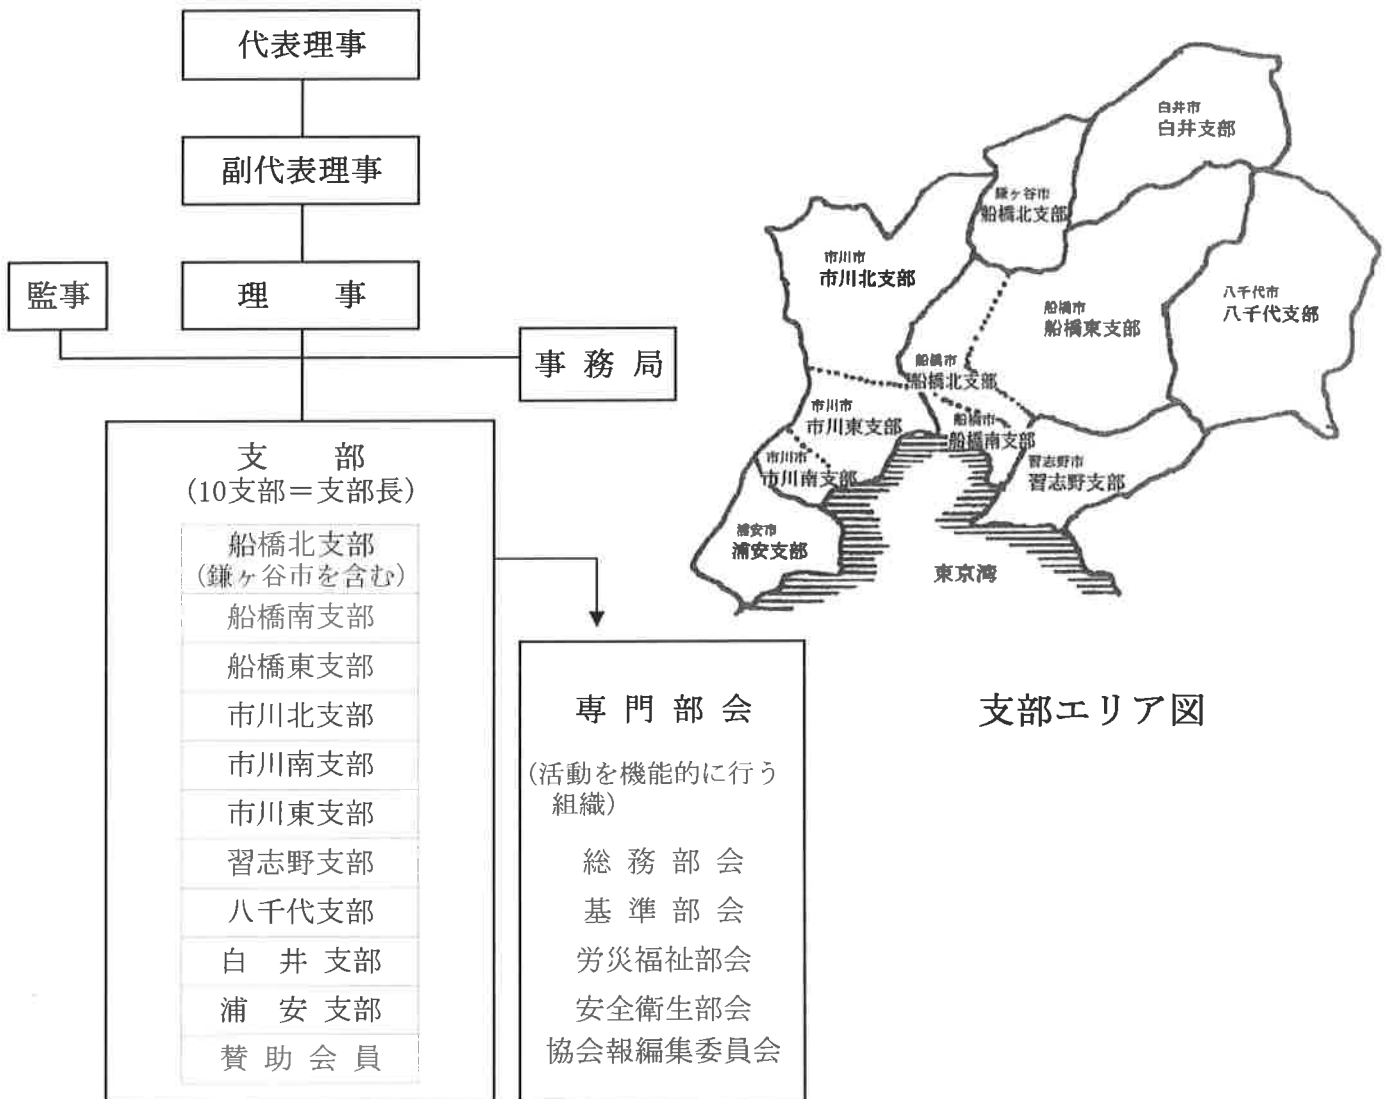 代表理事
副代表理事
監事
理　事
事 務 局
支　部
(10支部＝支部長)
船橋北支部
(鎌ヶ谷市を含む)
船橋南支部
船橋東支部
市川北支部
市川南支部
市川東支部
習志野支部
八千代支部
白　井 支部
浦　安 支部
賛 助 会 員
専 門 部 会
(活動を機能的に行う
組織)
総 務 部 会
基 準 部 会
労災福祉部会
安全衛生部会
協会報編集委員会
白井市
白井支部
鎌ヶ谷市
船橋北支部
市川市
市川北支部
八千代市
八千代支部
船橋市
船橋東支部
船橋市
船橋北支部
市川市
市川東支部
船橋市
船橋南支部
市川市
市川南支部
習志野市
習志野支部
浦安市
浦安支部
東京湾
支部エリア図